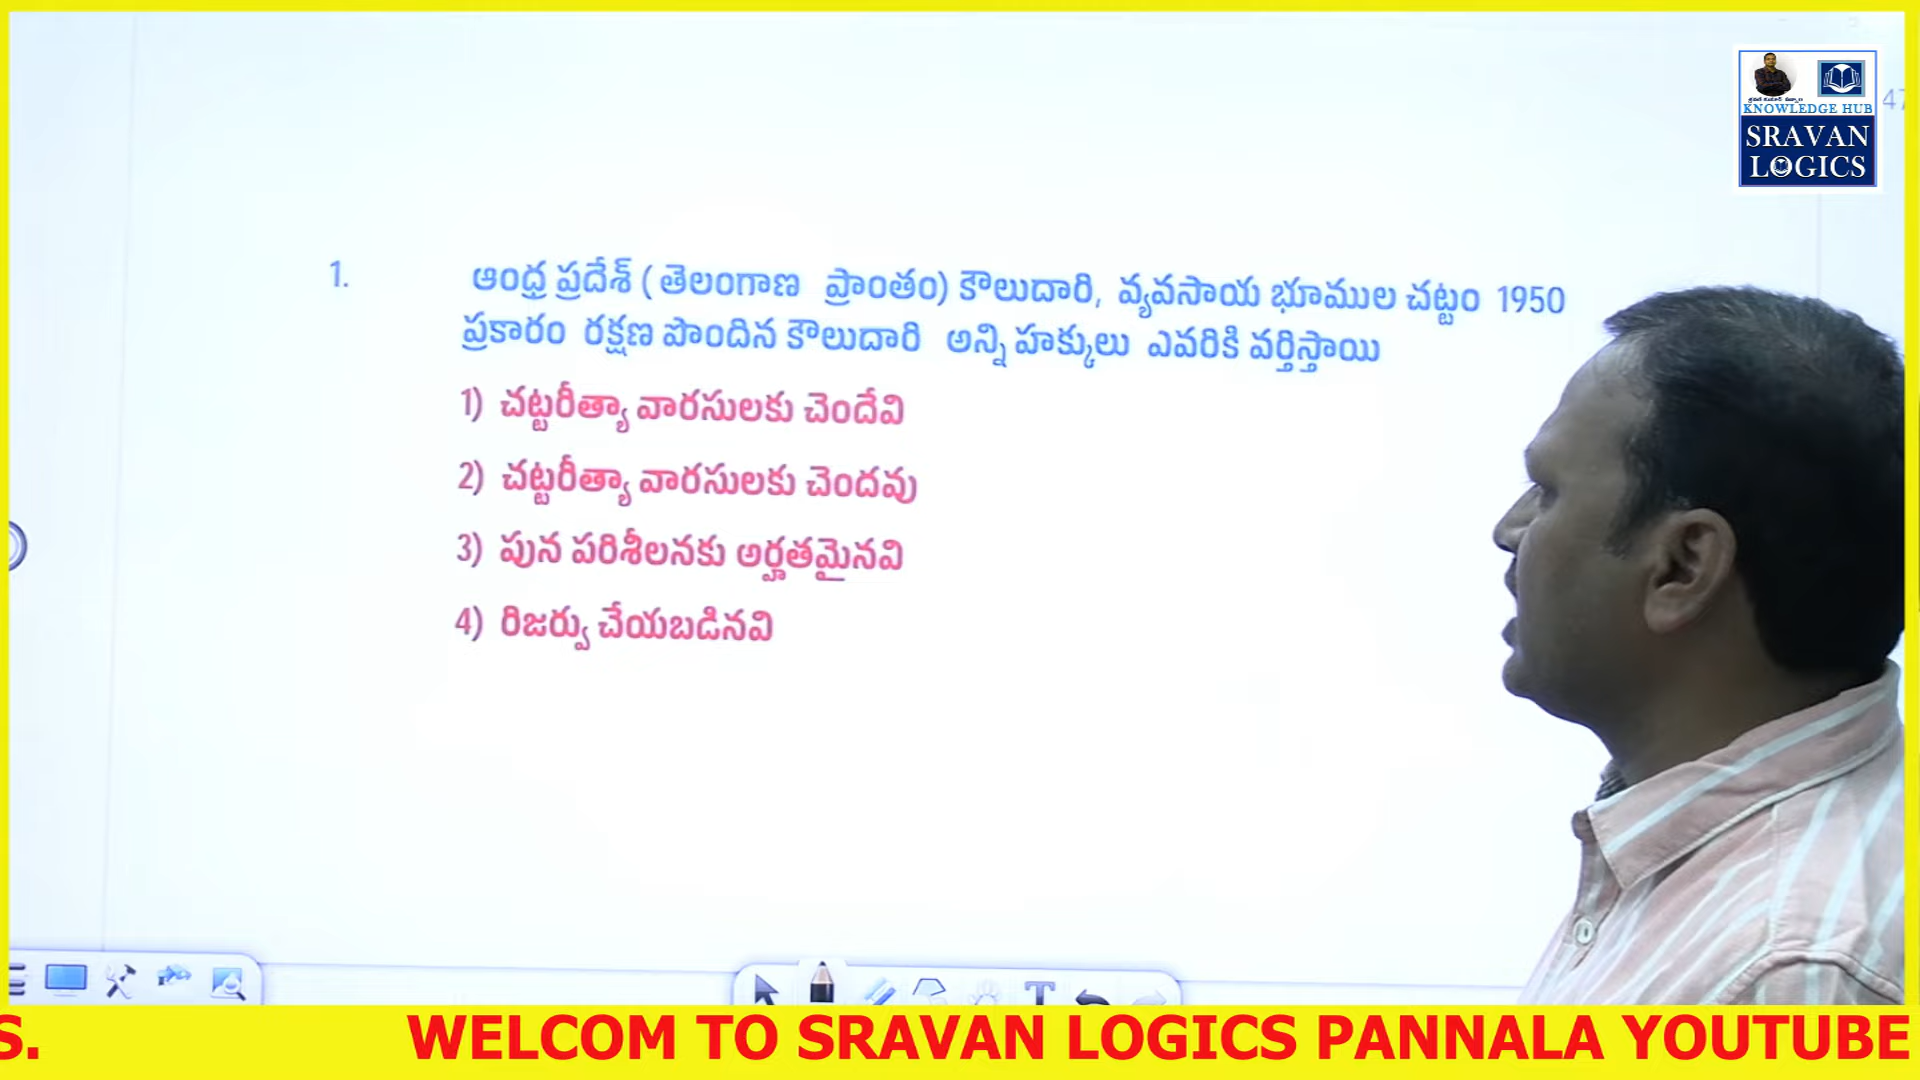 KNOWLEDGE HUB
SRAVAN
LOGICS
47
1. ఆంధ్ర ప్రదేశ్ ( తెలంగాణ ప్రాంతం) కౌలుదారి, వ్యవసాయ భూముల చట్టం 1950
ప్రకారం రక్షణ పొందిన కౌలుదారి అన్ని హక్కులు ఎవరికి వర్తిస్తాయి
1) చట్టరీత్యా వారసులకు చెందేవి
2) చట్టరీత్యా వారసులకు చెందవు
3) పున పరిశీలనకు అర్హతమైనవి
4) రిజర్వు చేయబడినవి
S. WELCOM TO SRAVAN LOGICS PANNALA YOUTUBE